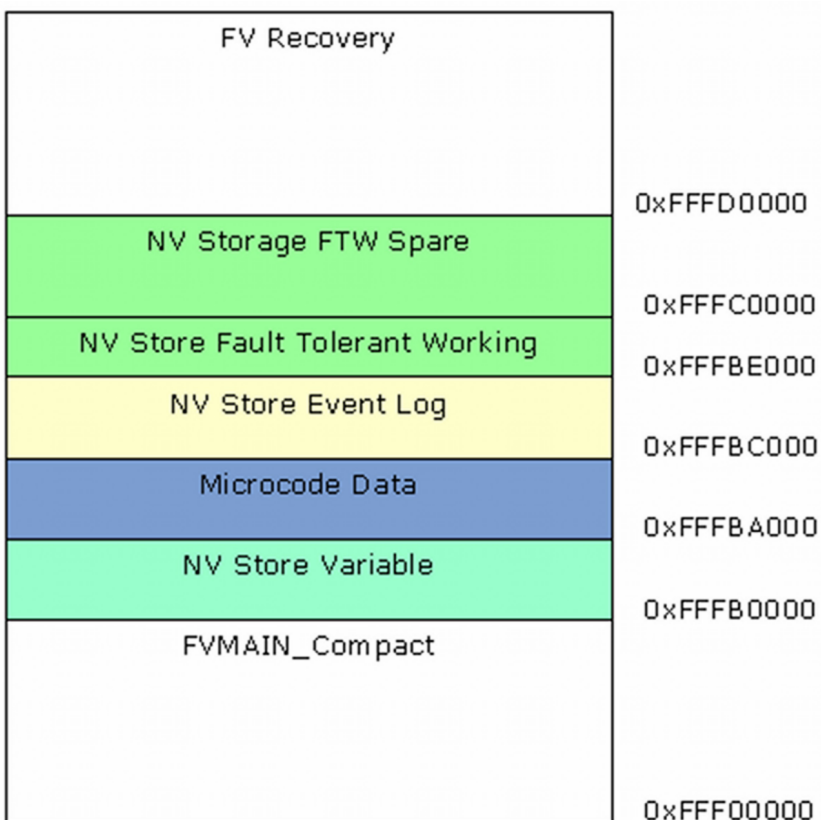 FV Recovery
0xFFFD0000
NV Storage FTW Spare
0xFFFC0000
NV Store Fault Tolerant Working
0xFFFBE000
NV Store Event Log
0xFFFBC000
Microcode Data
0xFFFBA000
NV Store Variable
0xFFFB0000
FVMAIN_Compact
0xFFF00000